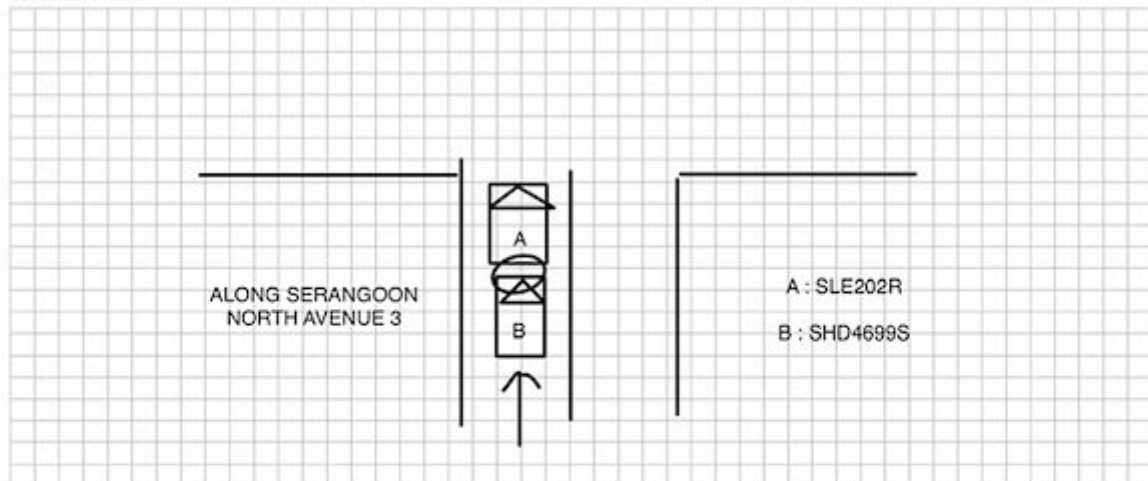 ALONG SERANGOON
NORTH AVENUE 3
A
B
A : SLE202R
B : SHD4699S